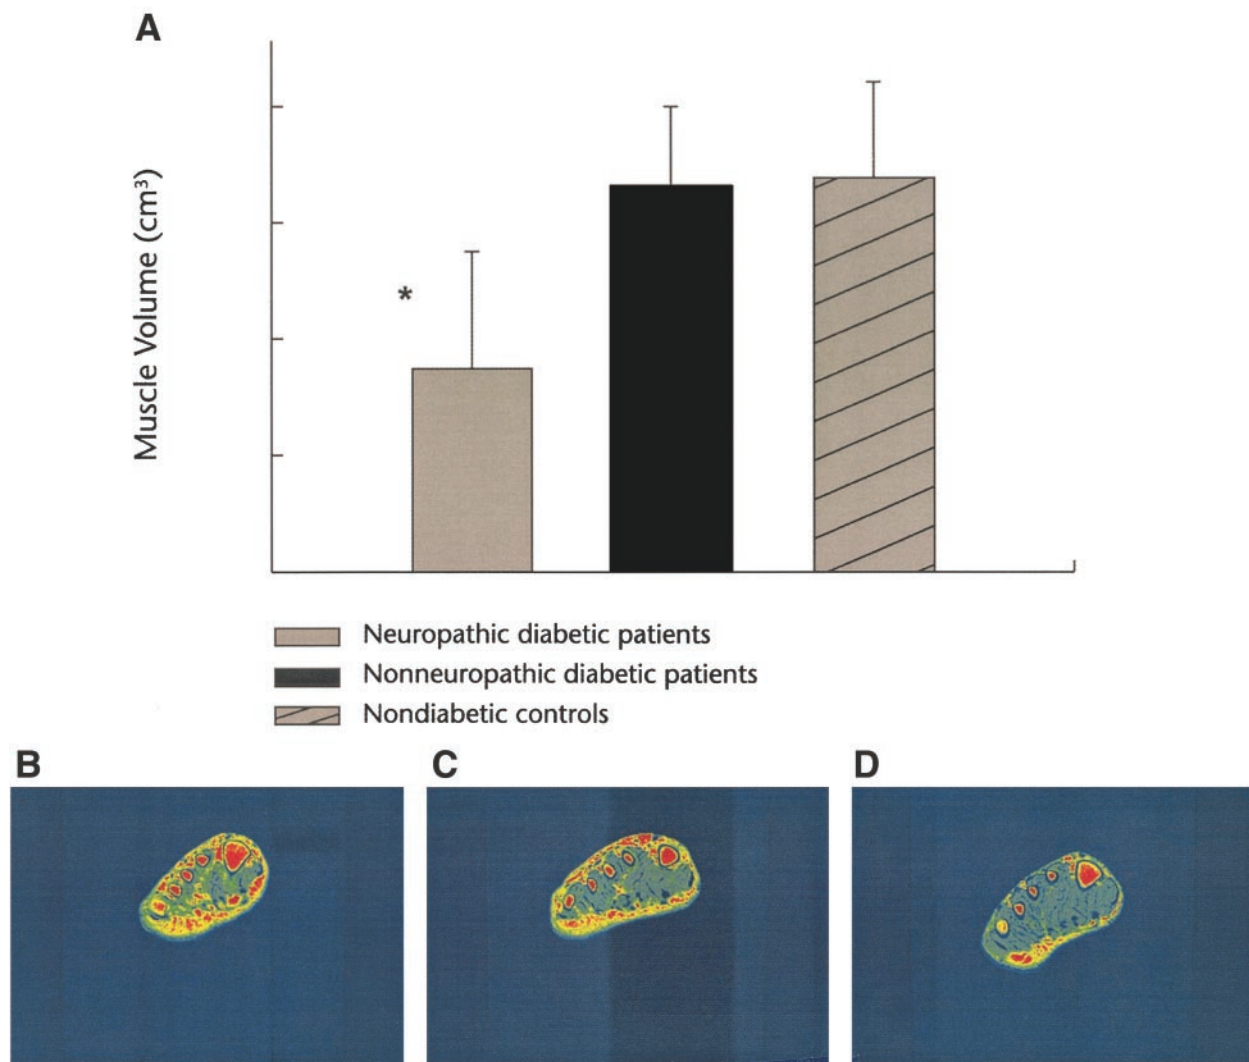 A
Muscle Volume (cm³)
*
Neuropathic diabetic patients
Nonneuropathic diabetic patients
Nondiabetic controls
B
C
D